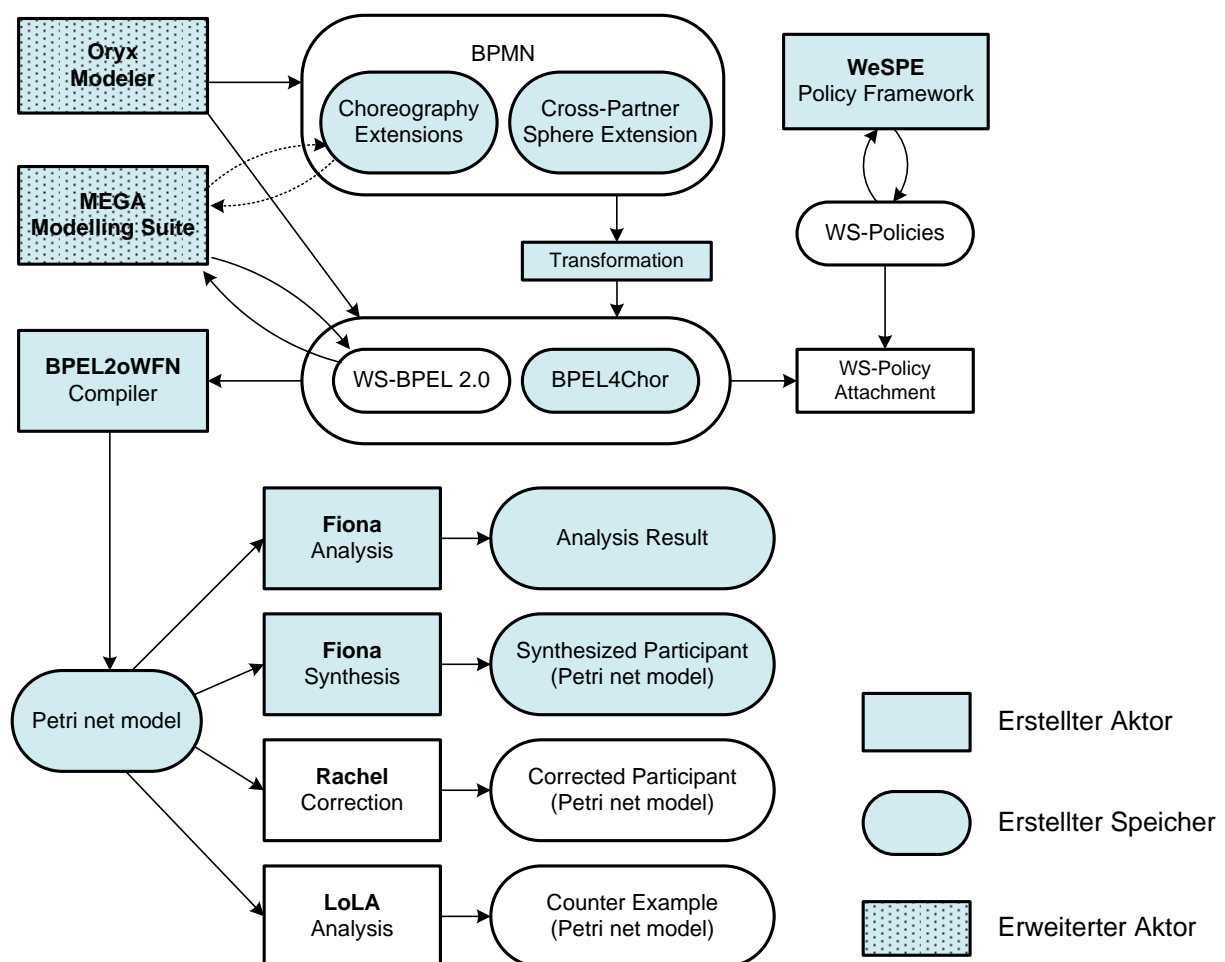 Oryx
Modeler
BPMN
Choreography
Extensions
Cross-Partner
Sphere Extension
WeSPE
Policy Framework
MEGA
Modelling Suite
WS-Policies
Transformation
BPEL2oWFN
Compiler
WS-BPEL 2.0
BPEL4Chor
WS-Policy
Attachment
Fiona
Analysis
Analysis Result
Fiona
Synthesis
Synthesized Participant
(Petri net model)
Petri net model
Rachel
Correction
Corrected Participant
(Petri net model)
LoLA
Analysis
Counter Example
(Petri net model)
Erstellter Aktor
Erstellter Speicher
Erweiterter Aktor